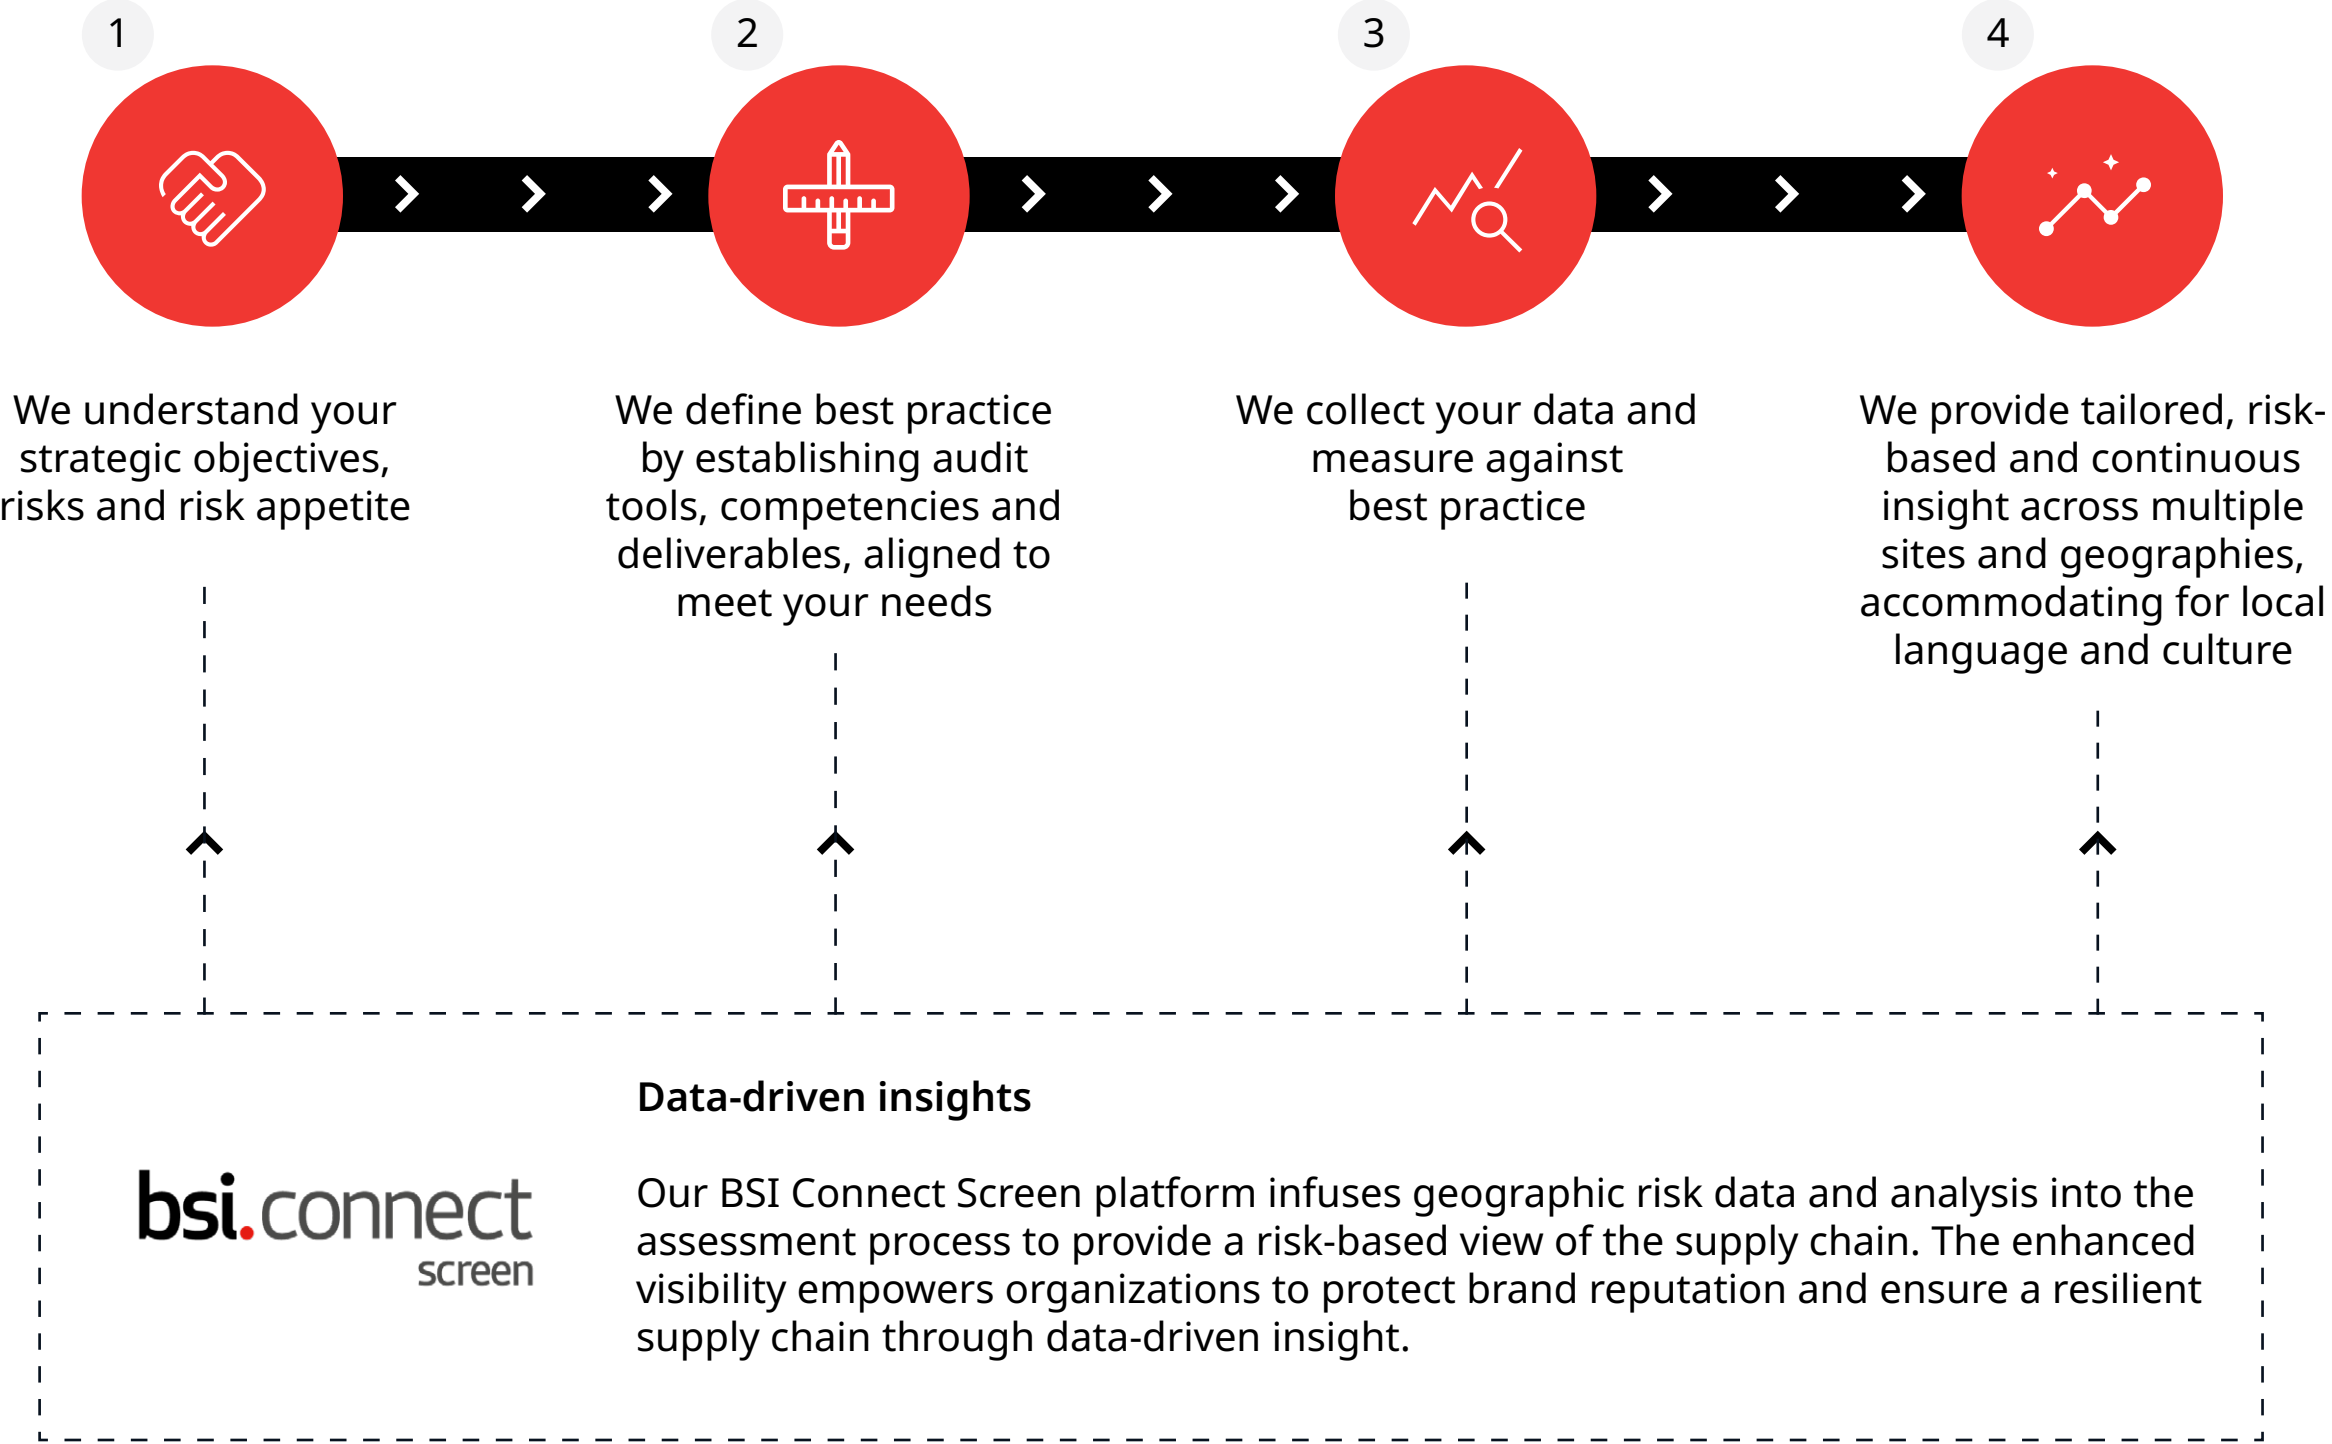 1
2
3
4
We understand your
strategic objectives,
risks and risk appetite
We define best practice
by establishing audit
tools, competencies and
deliverables, aligned to
meet your needs
We collect your data and
measure against
best practice
We provide tailored, risk-
based and continuous
insight across multiple
sites and geographies,
accommodating for local
language and culture
bsi.connect
screen
Data-driven insights
Our BSI Connect Screen platform infuses geographic risk data and analysis into the
assessment process to provide a risk-based view of the supply chain. The enhanced
visibility empowers organizations to protect brand reputation and ensure a resilient
supply chain through data-driven insight.